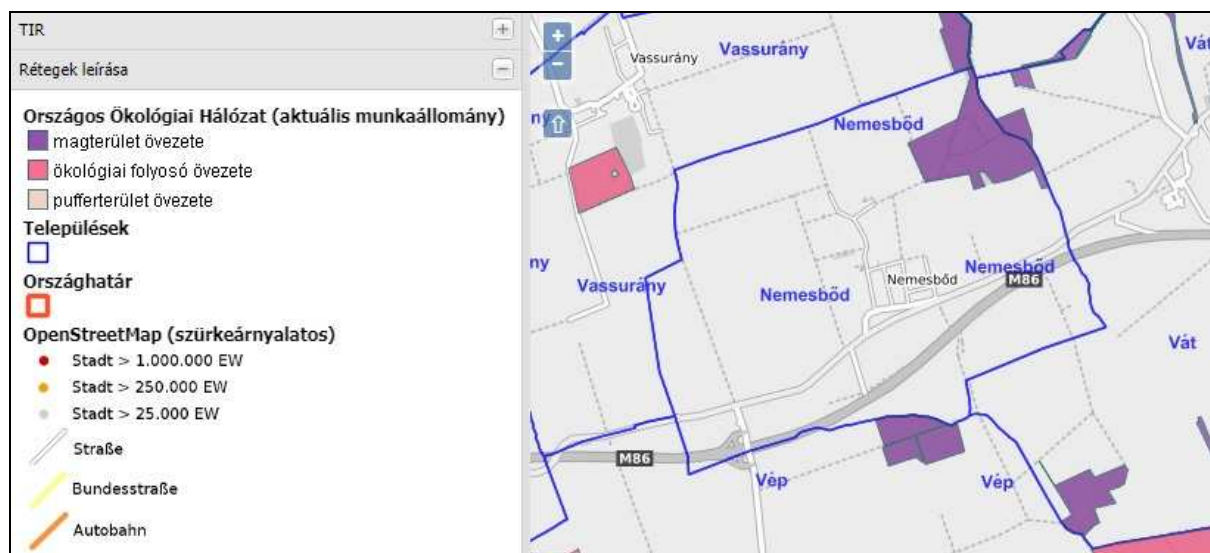 TIR
Rétegek leírása
Országos Ökológiai Hálózat (aktuális munkaállomány)
magterület övezete
ökológiai folyosó övezete
pufferterület övezete
Települések
Országhatár
OpenStreetMap (szürkeárnyalatos)
Stadt > 1.000.000 EW
Stadt > 250.000 EW
Stadt > 25.000 EW
Straße
Bundesstraße
Autobahn
Vassurány
Vassurány
Vát
ny
Nemesbőd
ny
Vassurány
Nemesbőd
Nemesbőd
Nemesbőd
M86
Vát
M86
Vép
Vép